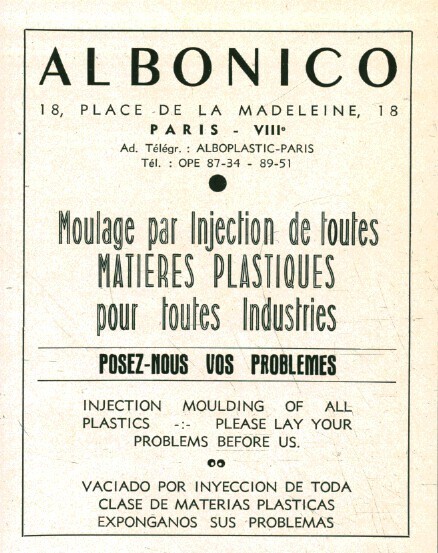 ALBONICO
18, PLACE DE LA MADELEINE, 18
PARIS - VIIIᵉ
Ad. Télégr. : ALBOPLASTIC-PARIS
Tél. : OPE 87-34 - 89-51
Moulage par Injection de toutes
MATIERES PLASTIQUES
pour toutes Industries
POSEZ-NOUS VOS PROBLEMES
INJECTION MOULDING OF ALL
PLASTICS -:- PLEASE LAY YOUR
PROBLEMS BEFORE US.
VACIADO POR INYECCION DE TODA
CLASE DE MATERIAS PLASTICAS
EXPONGANOS SUS PROBLEMAS